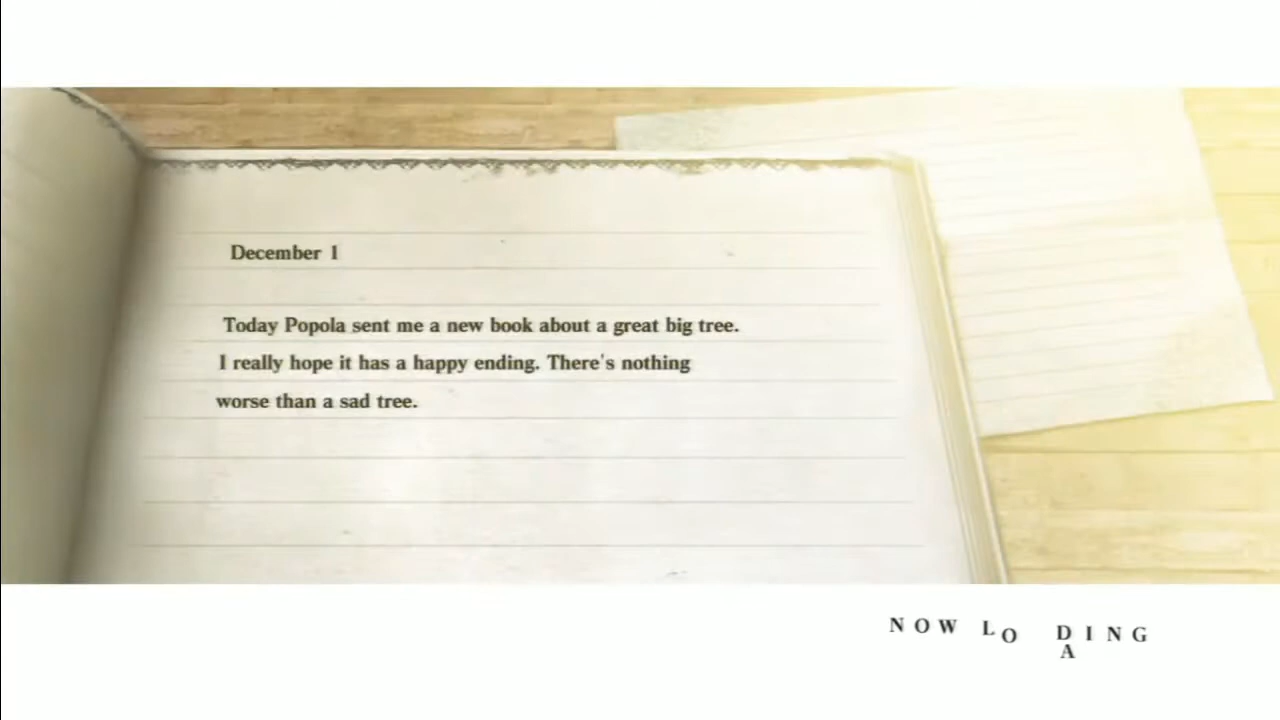 December 1
Today Popola sent me a new book about a great big tree.
I really hope it has a happy ending. There's nothing
worse than a sad tree.
NOW LOADING